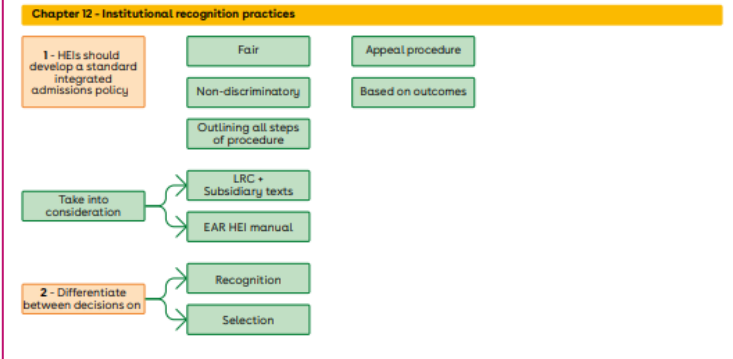 Chapter 12 - Institutional recognition practices
1 - HEIs should
develop a standard
integrated
admissions policy
Fair
Appeal procedure
Non-discriminatory
Based on outcomes
Outlining all steps
of procedure
Take into
consideration
LRC +
Subsidiary texts
EAR HEI manual
2 - Differentiate
between decisions on
Recognition
Selection